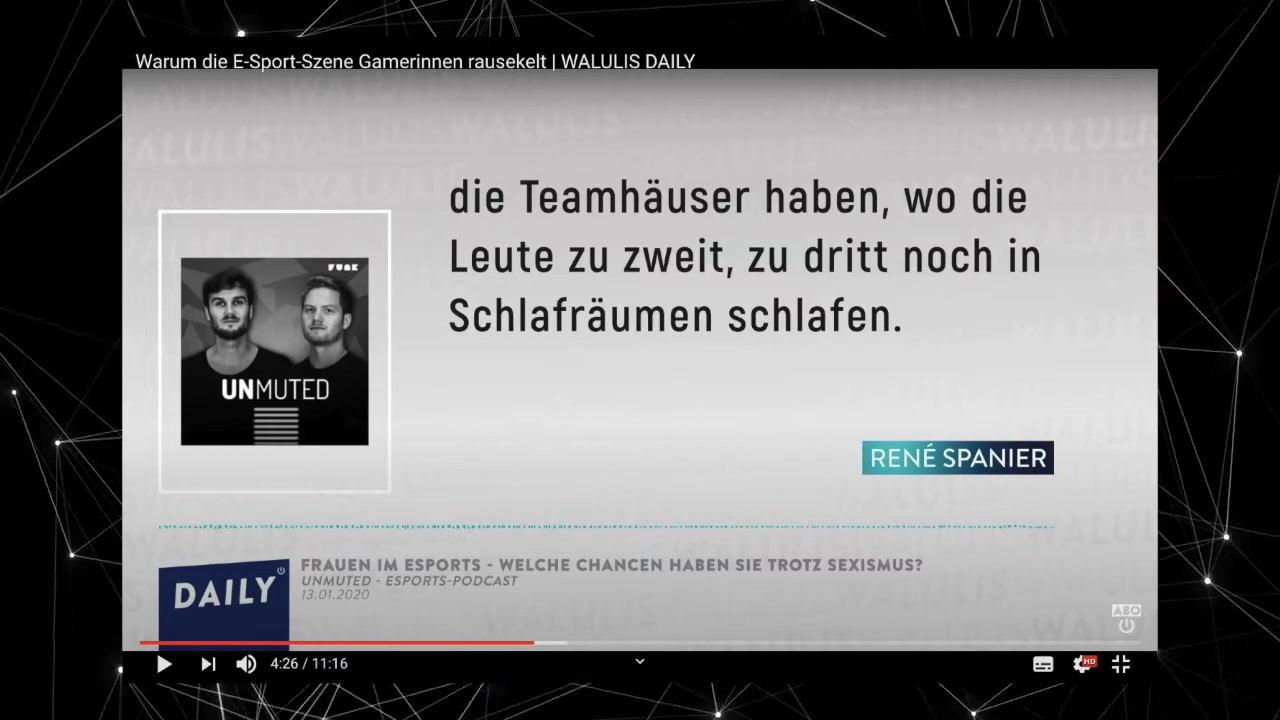 Warum die E-Sport-Szene Gamerinnen rausekelt | WALULIS DAILY
die Teamhäuser haben, wo die
Leute zu zweit, zu dritt noch in
Schlafräumen schlafen.
FUNK
UNMUTED
RENÉ SPANIER
FRAUEN IM ESPORTS - WELCHE CHANCEN HABEN SIE TROTZ SEXISMUS?
UNMUTED - ESPORTS-PODCAST
13.01.2020
DAILY
ABO
4:26 / 11:16
HD